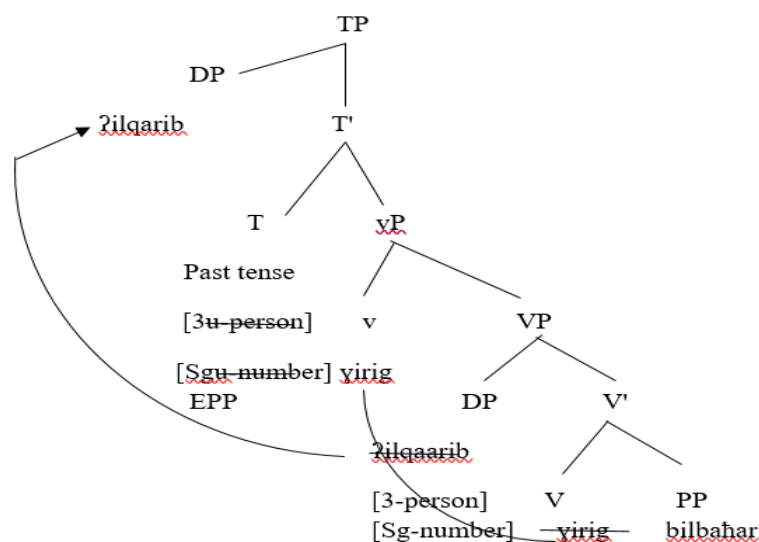 TP
DP
ʔilqarib
T'
T
vP
Past tense
[3u-person]
v
VP
[Sgu-number]
yirig
EPP
DP
V'
ʔilqaarib
[3-person]
V
PP
[Sg-number]
yirig
bilbaħar